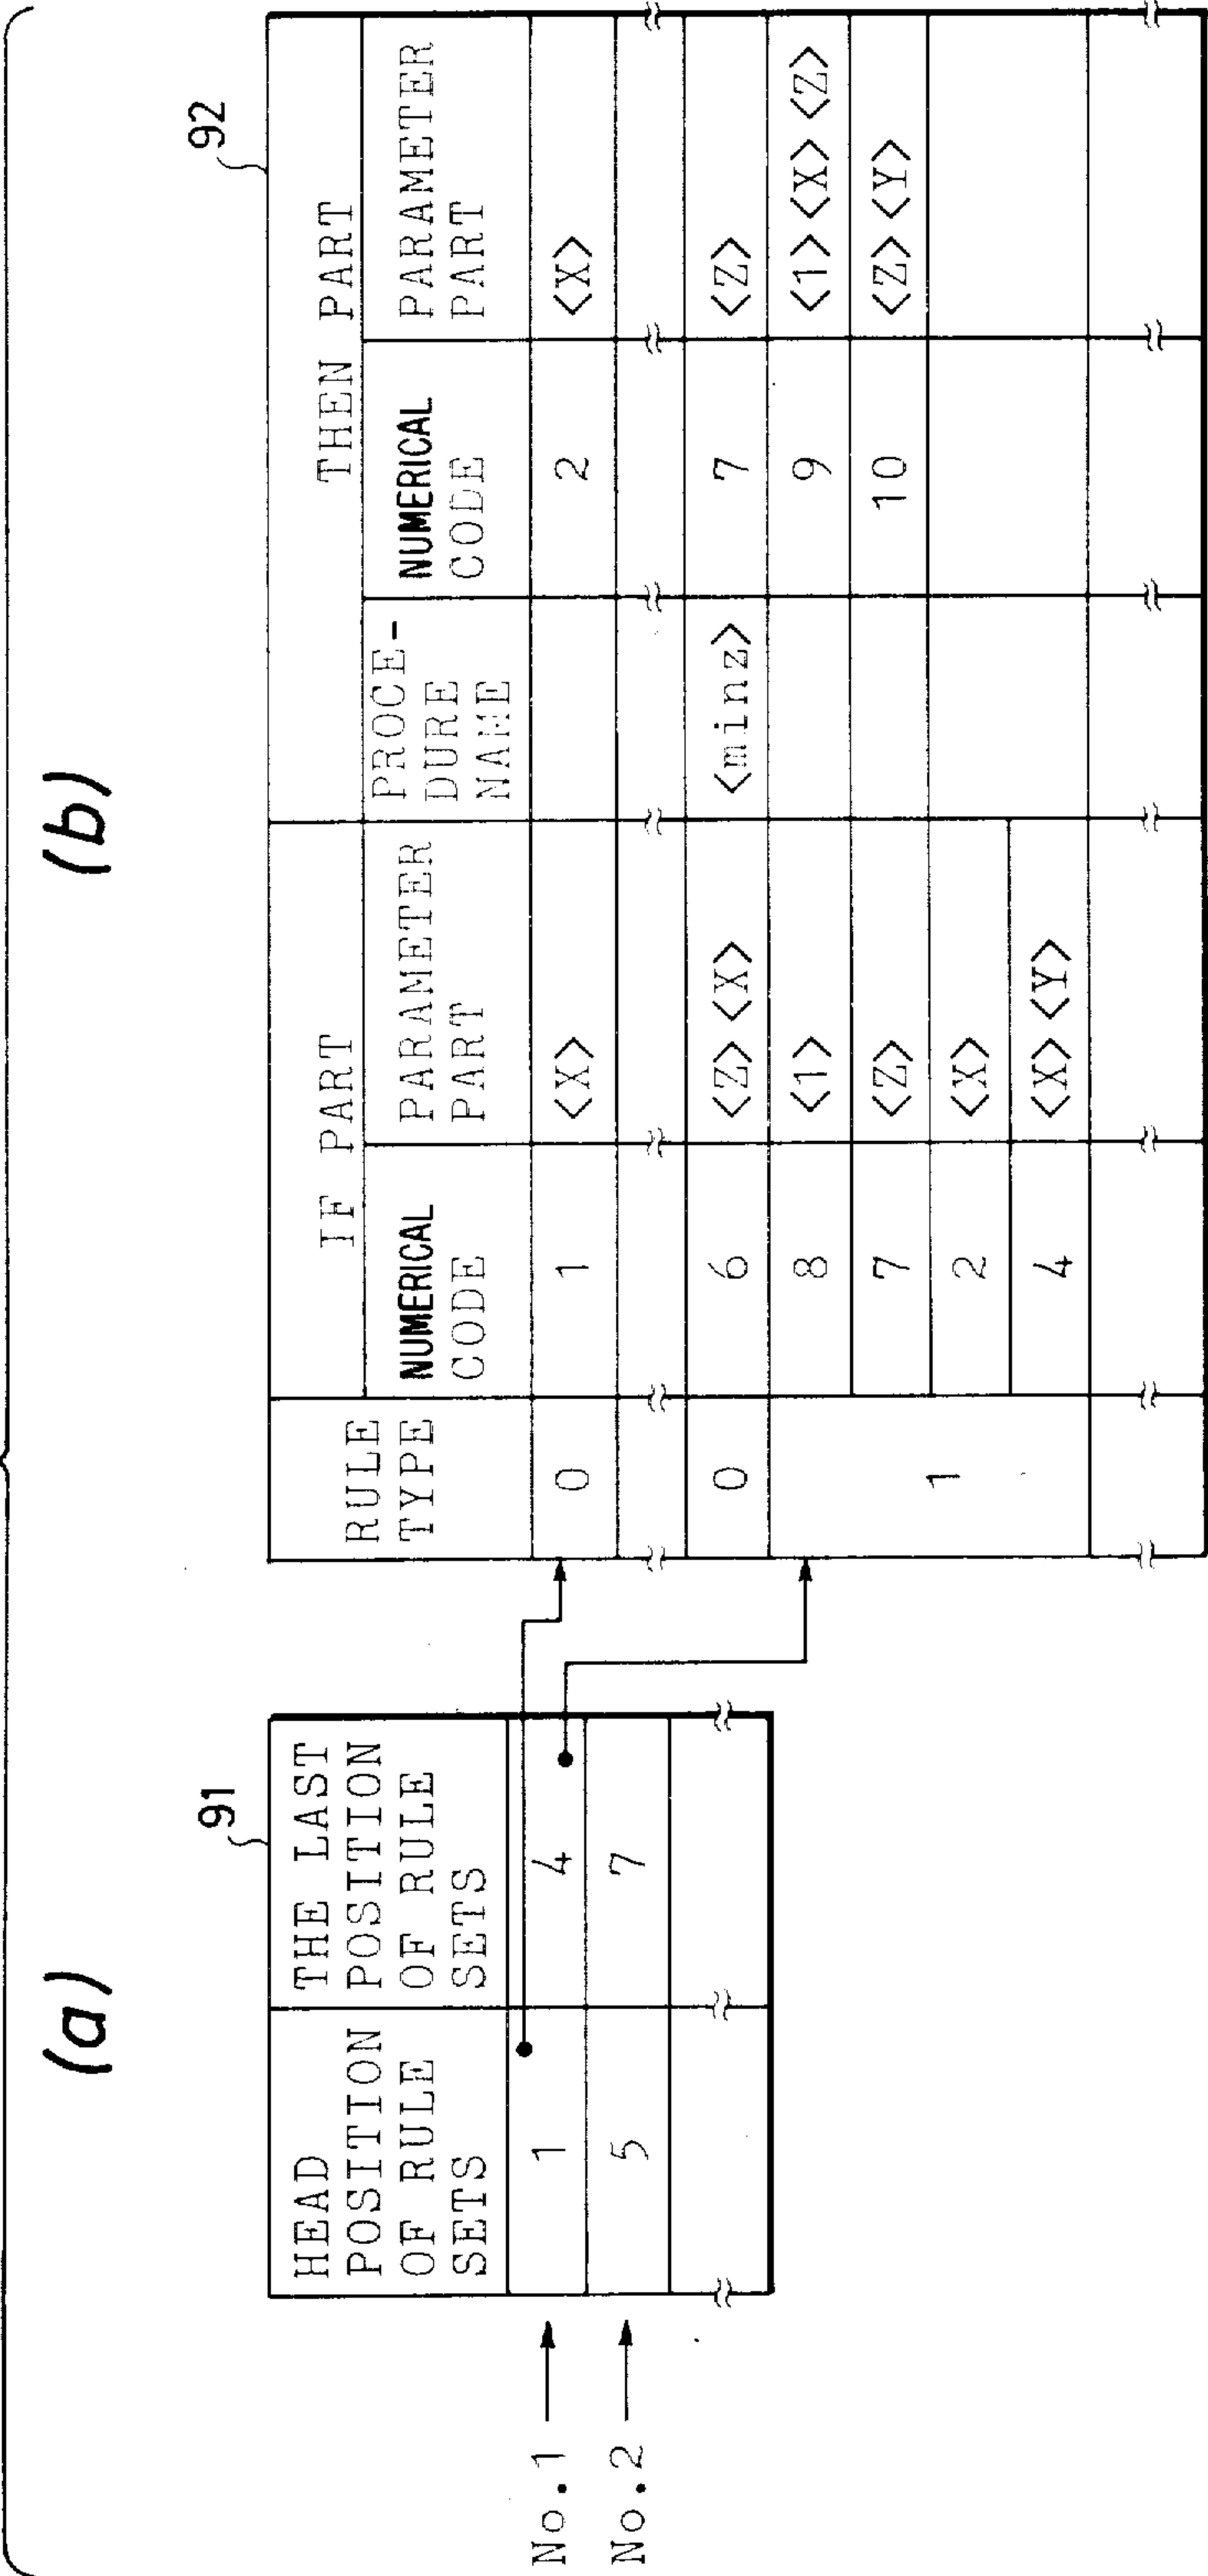 (a)
91
HEAD
POSITION
OF RULE
SETS
THE LAST
POSITION
OF RULE
SETS
No.1
1
4
No.2
5
7
(b)
92
RULE
TYPE
IF PART
THEN PART
NUMERICAL
CODE
PARAMETER
PART
PROCE-
DURE
NAME
NUMERICAL
CODE
PARAMETER
PART
0 1 <X> 2 <X>
0 6 <Z><X> <minz> 7 <Z>
1 8 <1> 9 <1><X><Z>
7 <Z> 10 <Z><Y>
2 <X>
4 <X><Y>